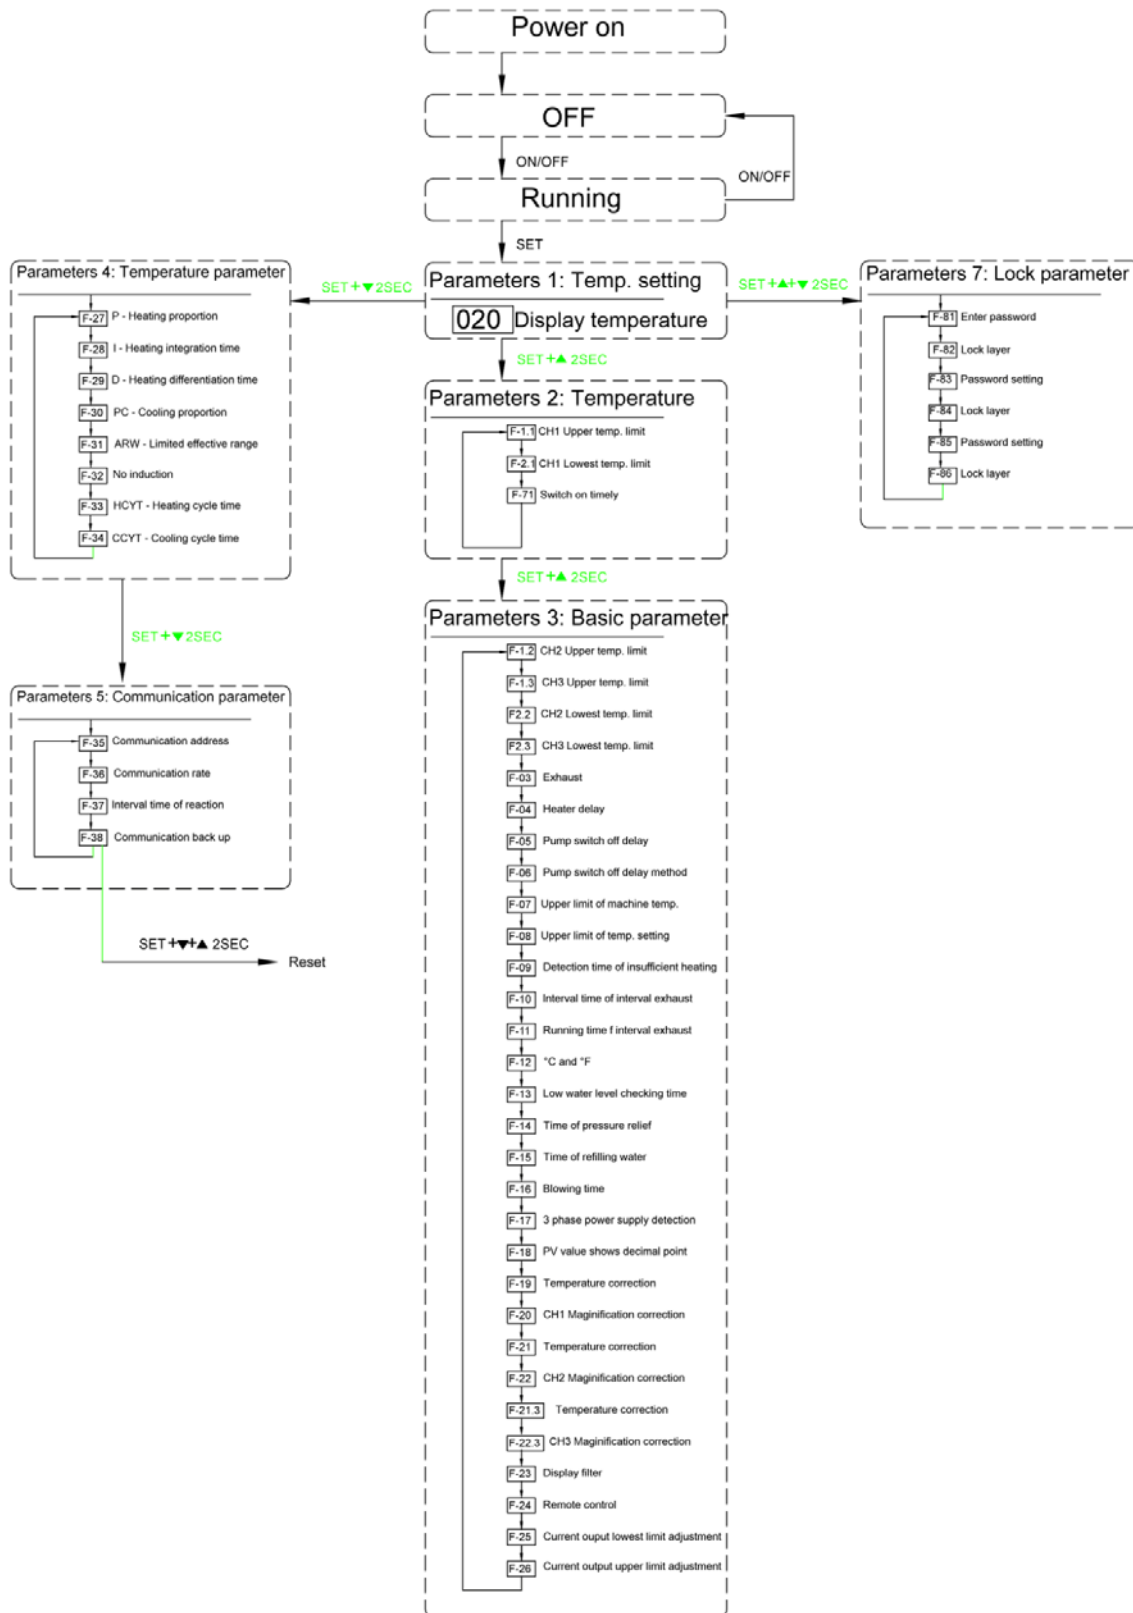 Power on
OFF
ON/OFF
ON/OFF
Running
SET
Parameters 4: Temperature parameter
F-27 P - Heating proportion
F-28 I - Heating integration time
F-29 D - Heating differentiation time
F-30 PC - Cooling proportion
F-31 ARW - Limited effective range
F-32 No induction
F-33 HCYT - Heating cycle time
F-34 CCYT - Cooling cycle time
SET+▼2SEC
Parameters 1: Temp. setting
020 Display temperature
SET+▲+▼2SEC
Parameters 7: Lock parameter
F-81 Enter password
F-82 Lock layer
F-83 Password setting
F-84 Lock layer
F-85 Password setting
F-86 Lock layer
SET+▲ 2SEC
Parameters 2: Temperature
F-1.1 CH1 Upper temp. limit
F-2.1 CH1 Lowest temp. limit
F-71 Switch on timely
SET+▲ 2SEC
SET+▼2SEC
Parameters 5: Communication parameter
F-35 Communication address
F-36 Communication rate
F-37 Interval time of reaction
F-38 Communication back up
SET+▼+▲ 2SEC
Reset
Parameters 3: Basic parameter
F-1.2 CH2 Upper temp. limit
F-1.3 CH3 Upper temp. limit
F2.2 CH2 Lowest temp. limit
F2.3 CH3 Lowest temp. limit
F-03 Exhaust
F-04 Heater delay
F-05 Pump switch off delay
F-06 Pump switch off delay method
F-07 Upper limit of machine temp.
F-08 Upper limit of temp. setting
F-09 Detection time of insufficient heating
F-10 Interval time of interval exhaust
F-11 Running time f interval exhaust
F-12 °C and °F
F-13 Low water level checking time
F-14 Time of pressure relief
F-15 Time of refilling water
F-16 Blowing time
F-17 3 phase power supply detection
F-18 PV value shows decimal point
F-19 Temperature correction
F-20 CH1 Maginification correction
F-21 Temperature correction
F-22 CH2 Maginification correction
F-21.3 Temperature correction
F-22.3 CH3 Maginification correction
F-23 Display filter
F-24 Remote control
F-25 Current ouput lowest limit adjustment
F-26 Current output upper limit adjustment